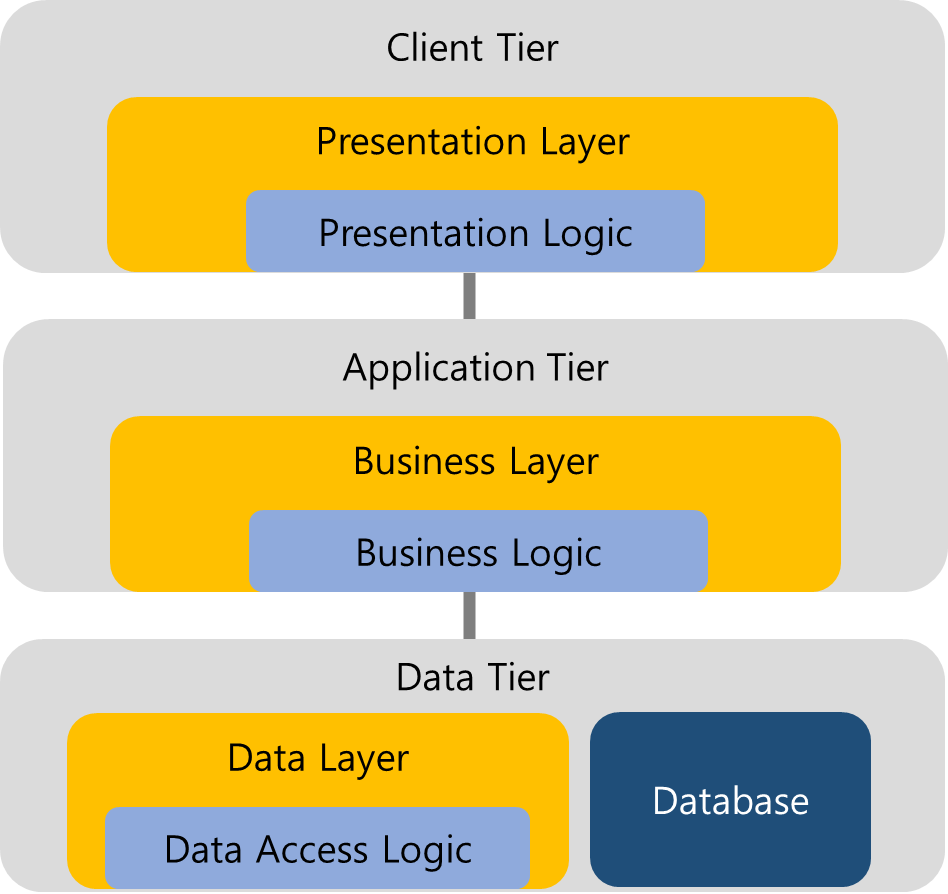 Client Tier
Presentation Layer
Presentation Logic
Application Tier
Business Layer
Business Logic
Data Tier
Data Layer
Data Access Logic
Database